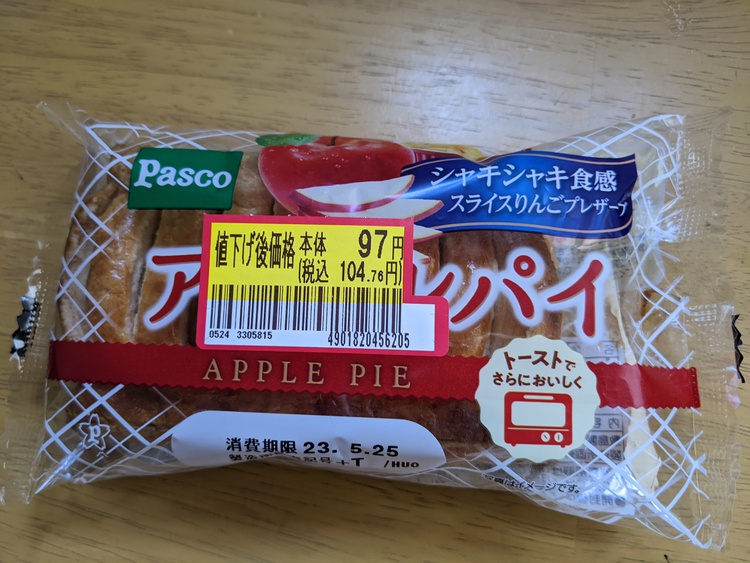 Pasco
シャキシャキ食感
スライスりんごプレザーブ
値下げ後価格 本体 97円
(税込 104.76円)
0524 3305815
4901820456205
ア ルパイ
APPLE PIE
トーストで
さらにおいしく
消費期限 23. 5.25
+T /HUO
はイメージです。